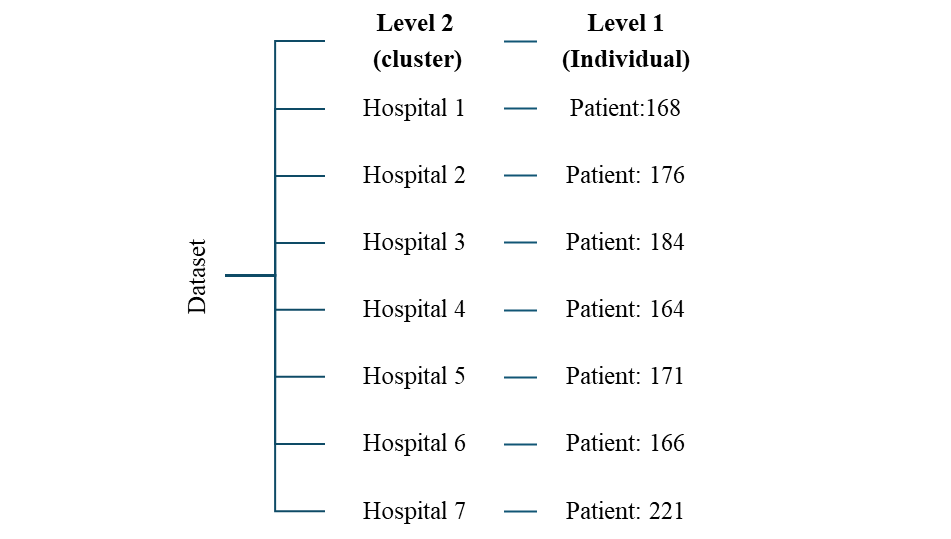 Level 2 Level 1
(cluster) (Individual)
Hospital 1 Patient:168
Hospital 2 Patient: 176
Hospital 3 Patient: 184
Dataset
Hospital 4 Patient: 164
Hospital 5 Patient: 171
Hospital 6 Patient: 166
Hospital 7 Patient: 221